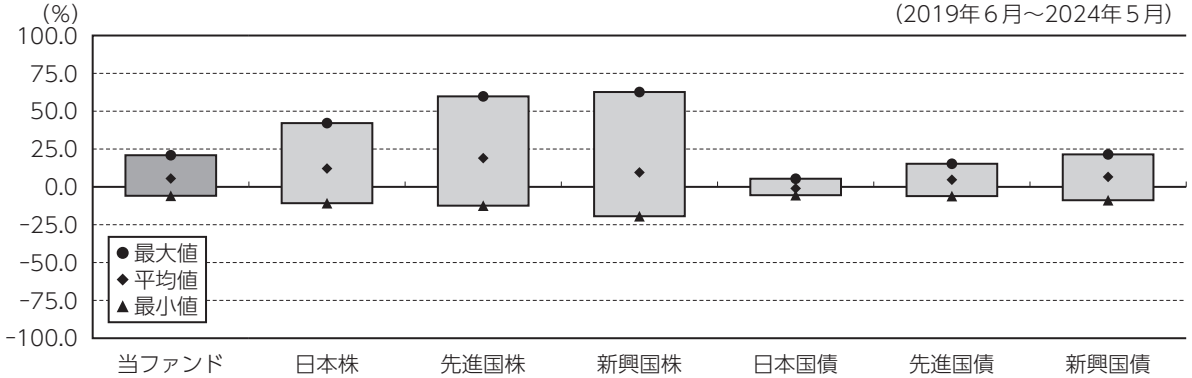 (%)
(2019年6月～2024年5月)
100.0
75.0
50.0
25.0
0.0
-25.0
-50.0
-75.0
-100.0
最大値
平均値
最小値
当ファンド 日本株 先進国株 新興国株 日本国債 先進国債 新興国債